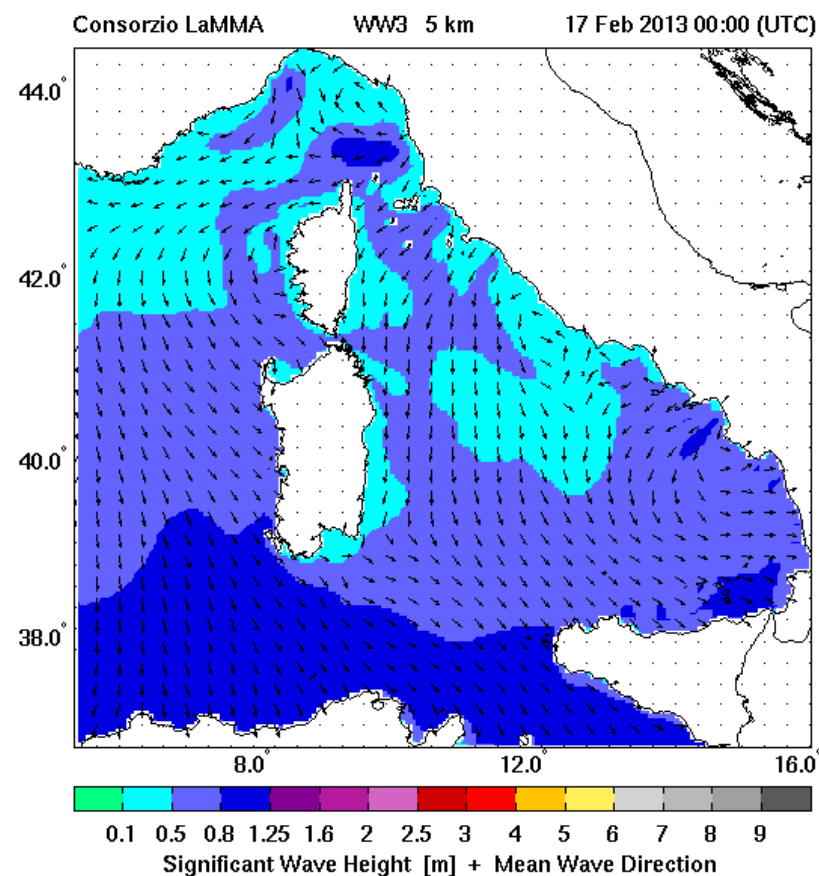 Consorzio LaMMA WW3 5 km 17 Feb 2013 00:00 (UTC)
44.0°
42.0°
40.0°
38.0°
8.0° 12.0° 16.0°
0.1 0.5 0.8 1.25 1.6 2 2.5 3 4 5 6 7 8 9
Significant Wave Height [m] + Mean Wave Direction